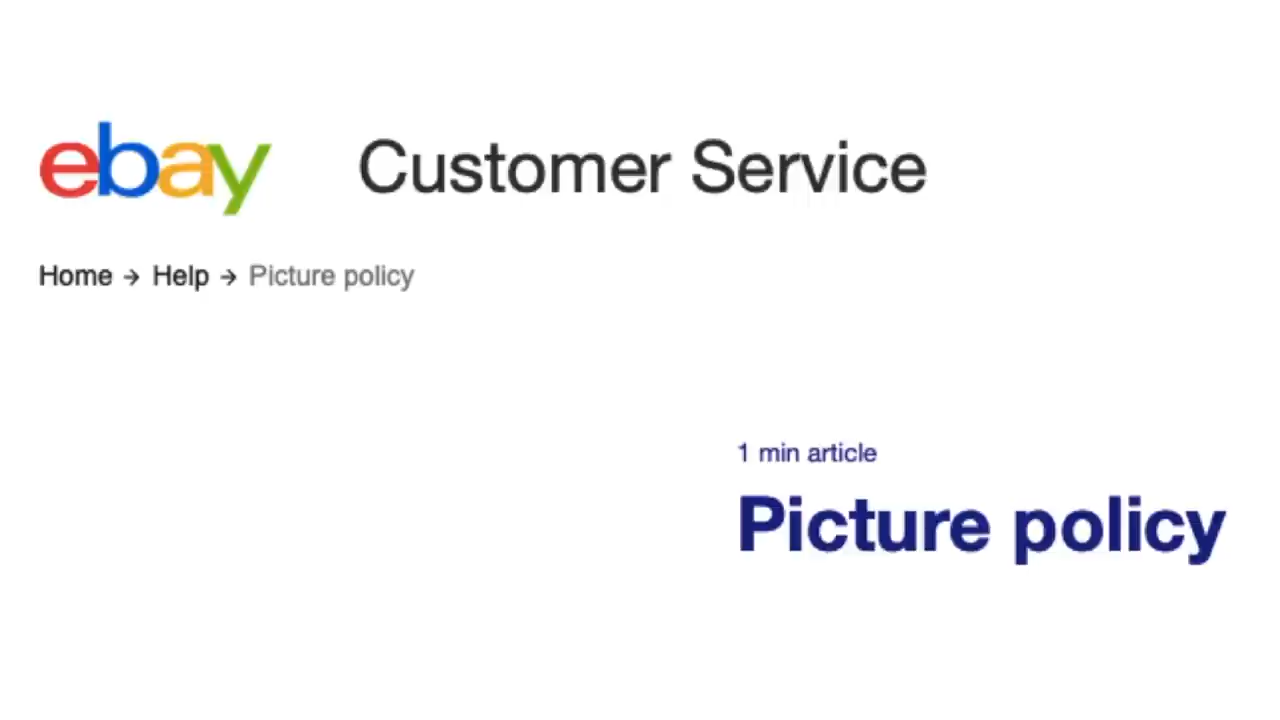 ebay Customer Service
Home → Help → Picture policy
1 min article
Picture policy